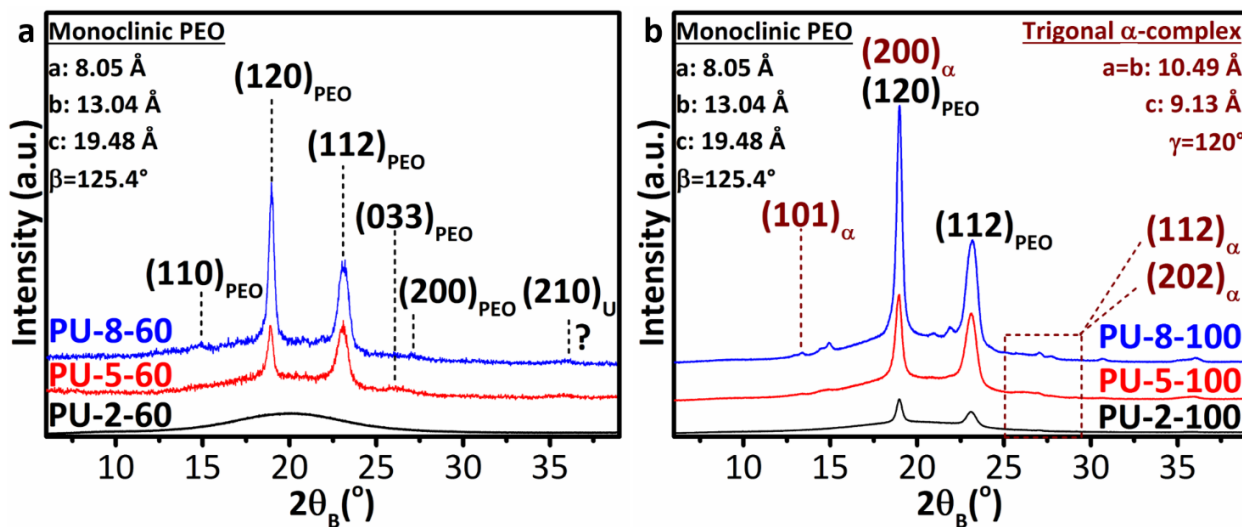 a
Monoclinic PEO
a: 8.05 Å
b: 13.04 Å
c: 19.48 Å
β=125.4°
(120)PEO
(112)PEO
(033)PEO
(110)PEO
(200)PEO
(210)U
?
PU-8-60
PU-5-60
PU-2-60
Intensity (a.u.)
10 15 20 25 30 35
2θB(°)
b
Monoclinic PEO
a: 8.05 Å
b: 13.04 Å
c: 19.48 Å
β=125.4°
Trigonal α-complex
a=b: 10.49 Å
c: 9.13 Å
γ=120°
(200)α
(120)PEO
(101)α
(112)PEO
(112)α
(202)α
PU-8-100
PU-5-100
PU-2-100
Intensity (a.u.)
10 15 20 25 30 35
2θB(°)